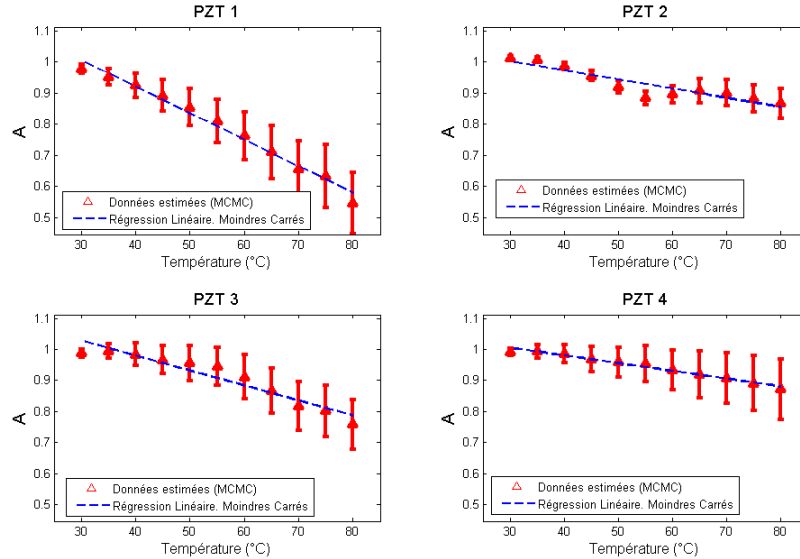 PZT 1
1.1
1
0.9
0.8
0.7
0.6
0.5
A
Données estimées (MCMC)
Régression Linéaire. Moindres Carrés
30 40 50 60 70 80
Température (°C)
PZT 2
1.1
1
0.9
0.8
0.7
0.6
0.5
A
Données estimées (MCMC)
Régression Linéaire. Moindres Carrés
30 40 50 60 70 80
Température (°C)
PZT 3
1.1
1
0.9
0.8
0.7
0.6
0.5
A
Données estimées (MCMC)
Régression Linéaire. Moindres Carrés
30 40 50 60 70 80
Température (°C)
PZT 4
1.1
1
0.9
0.8
0.7
0.6
0.5
A
Données estimées (MCMC)
Régression Linéaire. Moindres Carrés
30 40 50 60 70 80
Température (°C)